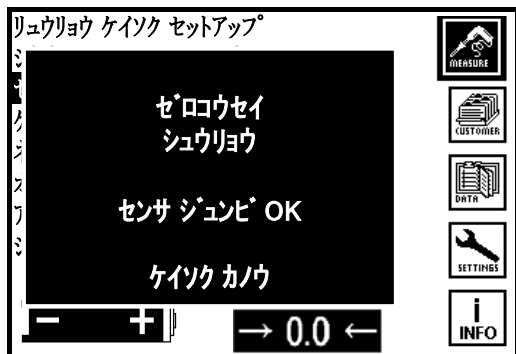 リュウリョウ ケイソク セットアップ
ゼロコウセイ
シュウリョウ
センサ ジュンビ OK
ケイソク カノウ
− +
→ 0.0 ←
MEASURE
CUSTOMER
DATA
SETTINGS
i
INFO